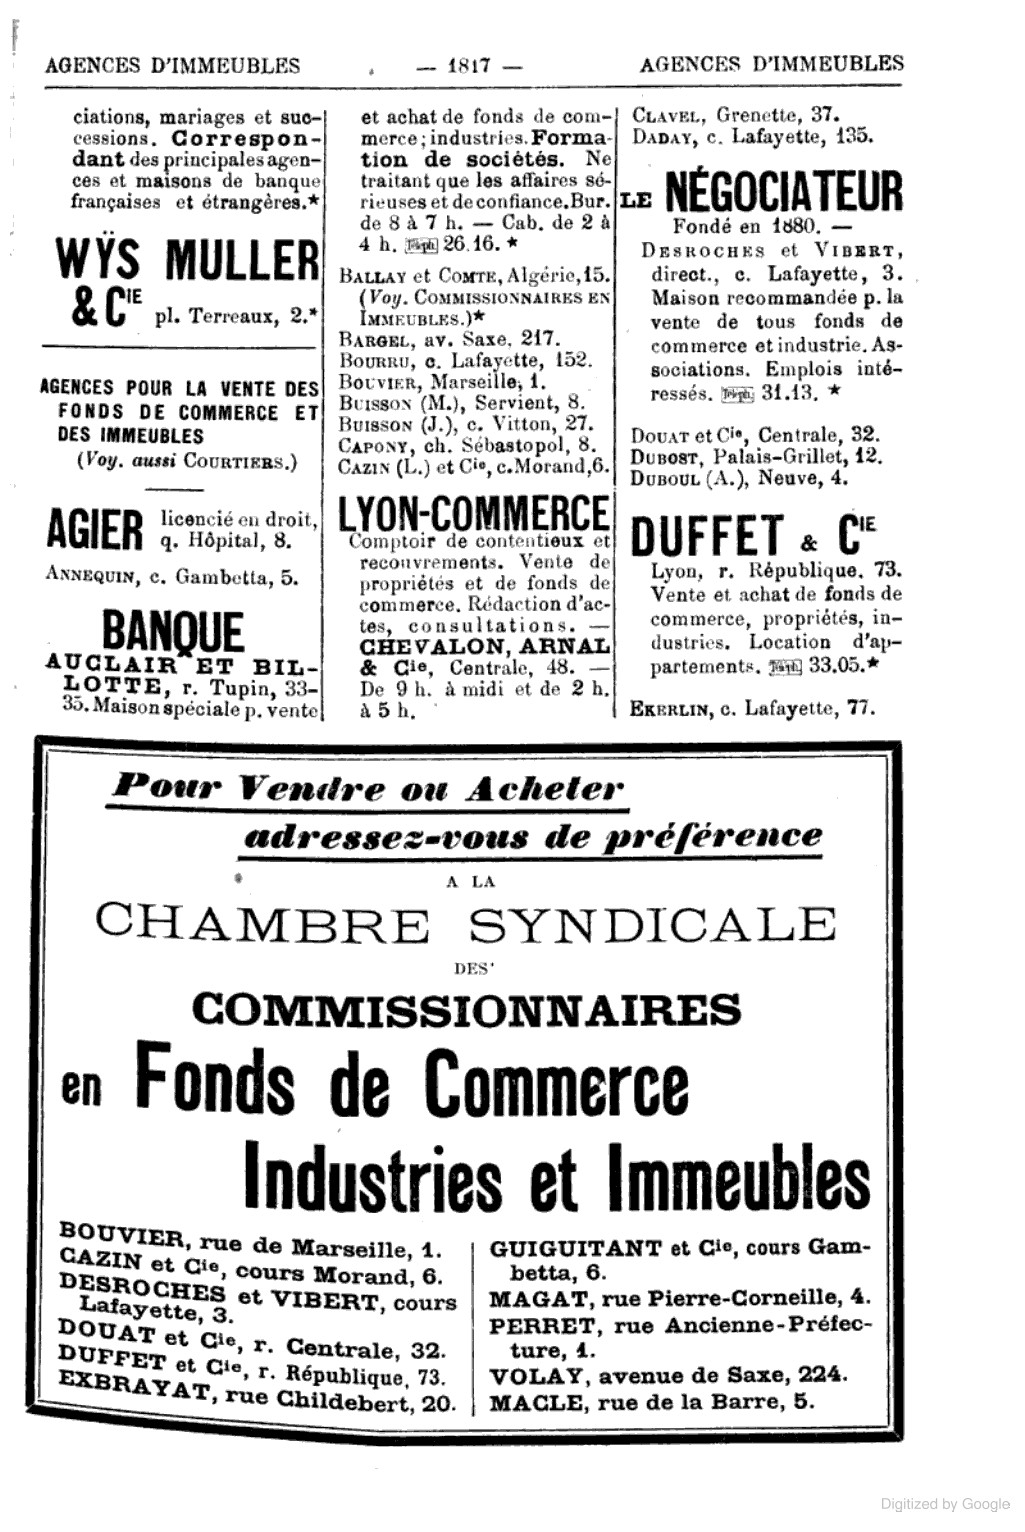 AGENCES D'IMMEUBLES — 1817 — AGENCES D'IMMEUBLES
ciations, mariages et suc-
cessions. Correspon-
dant des principales agen-
ces et maisons de banque
françaises et étrangères.*
WŸS MULLER
& CIE pl. Terreaux, 2.*
AGENCES POUR LA VENTE DES
FONDS DE COMMERCE ET
DES IMMEUBLES
(Voy. aussi COURTIERS.)
AGIER licencié en droit,
q. Hôpital, 8.
ANNEQUIN, c. Gambetta, 5.
BANQUE
AUCLAIR ET BIL-
LOTTE, r. Tupin, 33-
35. Maison spéciale p. vente
et achat de fonds de com-
merce; industries. Forma-
tion de sociétés. Ne
traitant que les affaires sé-
rieuses et de confiance. Bur.
de 8 à 7 h. — Cab. de 2 à
4 h. Téléph. 26.16. *
BALLAY et COMTE, Algérie, 15.
(Voy. COMMISSIONNAIRES EN
IMMEUBLES.)*
BARGEL, av. Saxe, 217.
BOURRU, c. Lafayette, 152.
BOUVIER, Marseille, 1.
BUISSON (M.), Servient, 8.
BUISSON (J.), c. Vitton, 27.
CAPONY, ch. Sébastopol, 8.
CAZIN (L.) et Cie, c. Morand, 6.
LYON-COMMERCE
Comptoir de contentieux et
recouvrements. Vente de
propriétés et de fonds de
commerce. Rédaction d'ac-
tes, consultations. —
CHEVALON, ARNAL
& Cie, Centrale, 48. —
De 9 h. à midi et de 2 h.
à 5 h.
CLAVEL, Grenette, 37.
DADAY, c. Lafayette, 135.
LE NÉGOCIATEUR
Fondé en 1880. —
DESROCHES et VIBERT,
direct., c. Lafayette, 3.
Maison recommandée p. la
vente de tous fonds de
commerce et industrie. As-
sociations. Emplois inté-
ressés. Téléph. 31.13. *
DOUAT et Cie, Centrale, 32.
DUBOST, Palais-Grillet, 12.
DUBOUL (A.), Neuve, 4.
DUFFET & CIE
Lyon, r. République, 73.
Vente et achat de fonds de
commerce, propriétés, in-
dustries. Location d'ap-
partements. Téléph. 33.05.*
EKERLIN, c. Lafayette, 77.
Pour Vendre ou Acheter
adressez-vous de préférence
A LA
CHAMBRE SYNDICALE
DES
COMMISSIONNAIRES
en Fonds de Commerce
Industries et Immeubles
BOUVIER, rue de Marseille, 1.
CAZIN et Cie, cours Morand, 6.
DESROCHES et VIBERT, cours
Lafayette, 3.
DOUAT et Cie, r. Centrale, 32.
DUFFET et Cie, r. République, 73.
EXBRAYAT, rue Childebert, 20.
GUIGUITANT et Cie, cours Gam-
betta, 6.
MAGAT, rue Pierre-Corneille, 4.
PERRET, rue Ancienne-Préfec-
ture, 1.
VOLAY, avenue de Saxe, 224.
MACLE, rue de la Barre, 5.
Digitized by Google